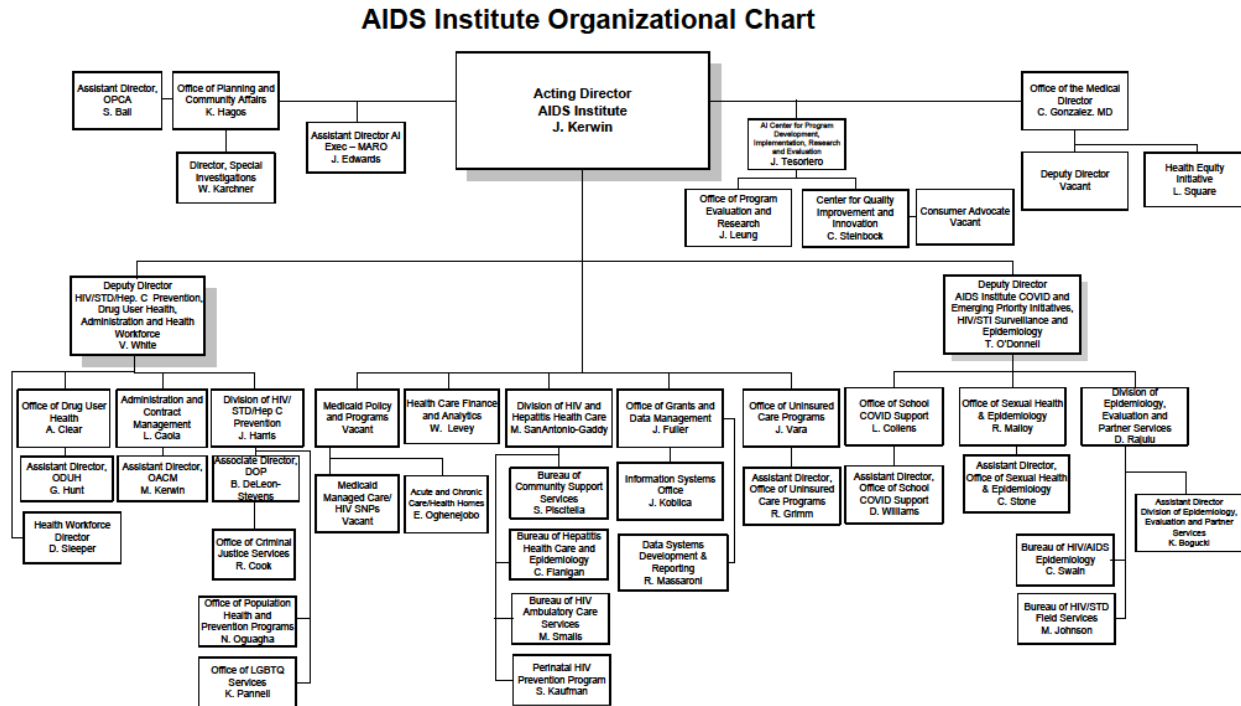 AIDS Institute Organizational Chart
Assistant Director,
OPCA
S. Ball
Office of Planning and
Community Affairs
K. Hagos
Director, Special
Investigations
W. Karchner
Assistant Director AI
Exec – MARO
J. Edwards
Acting Director
AIDS Institute
J. Kerwin
AI Center for Program
Development,
Implementation, Research
and Evaluation
J. Tesoriero
Office of the Medical
Director
C. Gonzalez, MD
Deputy Director
Vacant
Health Equity
Initiative
L. Square
Office of Program
Evaluation and
Research
J. Leung
Center for Quality
Improvement and
Innovation
C. Steinbock
Consumer Advocate
Vacant
Deputy Director
HIV/STD/Hep. C Prevention,
Drug User Health,
Administration and Health
Workforce
V. White
Deputy Director
AIDS Institute COVID and
Emerging Priority Initiatives,
HIV/STI Surveillance and
Epidemiology
T. O'Donnell
Office of Drug User
Health
A. Clear
Administration and
Contract
Management
L. Caola
Division of HIV/
STD/Hep C
Prevention
J. Harris
Medicaid Policy
and Programs
Vacant
Health Care Finance
and Analytics
W. Levey
Division of HIV and
Hepatitis Health Care
M. SanAntonio-Gaddy
Office of Grants and
Data Management
J. Fuller
Office of Uninsured
Care Programs
J. Vara
Office of School
COVID Support
L. Collens
Office of Sexual Health
& Epidemiology
R. Malloy
Division of
Epidemiology,
Evaluation and
Partner Services
D. Rajulu
Assistant Director,
ODUH
G. Hunt
Assistant Director,
OACM
M. Kerwin
Associate Director,
DOP
B. DeLeon-
Stevens
Medicaid
Managed Care/
HIV SNPs
Vacant
Acute and Chronic
Care/Health Homes
E. Oghenejobo
Bureau of
Community Support
Services
S. Piscitella
Information Systems
Office
J. Koblica
Assistant Director,
Office of Uninsured
Care Programs
R. Grimm
Assistant Director,
Office of School
COVID Support
D. Williams
Assistant Director,
Office of Sexual Health
& Epidemiology
C. Stone
Assistant Director
Division of Epidemiology,
Evaluation and Partner
Services
K. Bogucki
Health Workforce
Director
D. Sleeper
Office of Criminal
Justice Services
R. Cook
Bureau of Hepatitis
Health Care and
Epidemiology
C. Flanigan
Data Systems
Development &
Reporting
R. Massaroni
Bureau of HIV/AIDS
Epidemiology
C. Swain
Office of Population
Health and
Prevention Programs
N. Oguagha
Bureau of HIV
Ambulatory Care
Services
M. Smalls
Bureau of HIV/STD
Field Services
M. Johnson
Office of LGBTQ
Services
K. Pannell
Perinatal HIV
Prevention Program
S. Kaufman